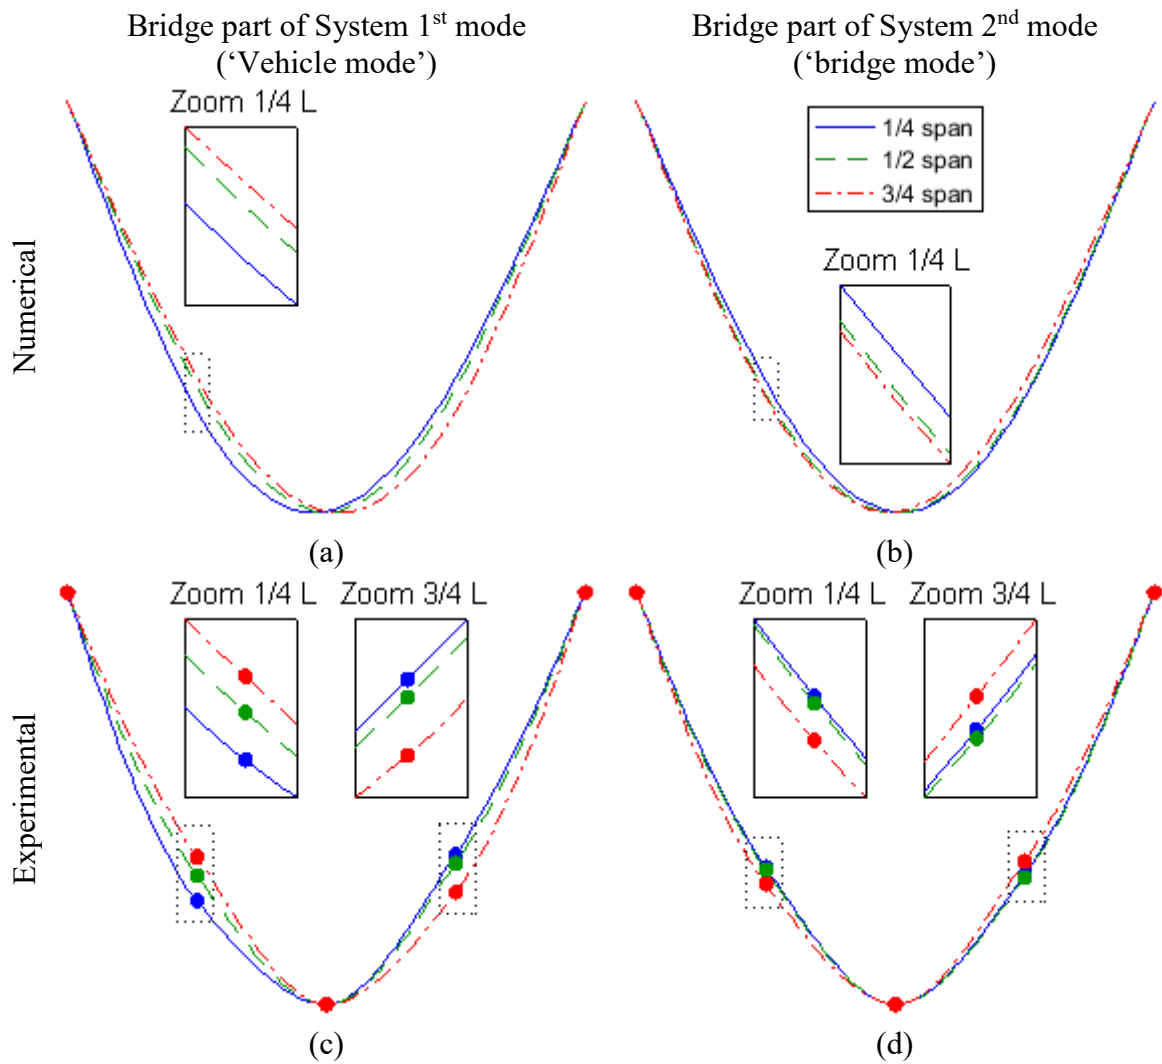 Bridge part of System 1st mode
(‘Vehicle mode’)
Bridge part of System 2nd mode
(‘bridge mode’)
Numerical
Zoom 1/4 L
(a)
1/4 span
1/2 span
3/4 span
Zoom 1/4 L
(b)
Experimental
Zoom 1/4 L
Zoom 3/4 L
(c)
Zoom 1/4 L
Zoom 3/4 L
(d)